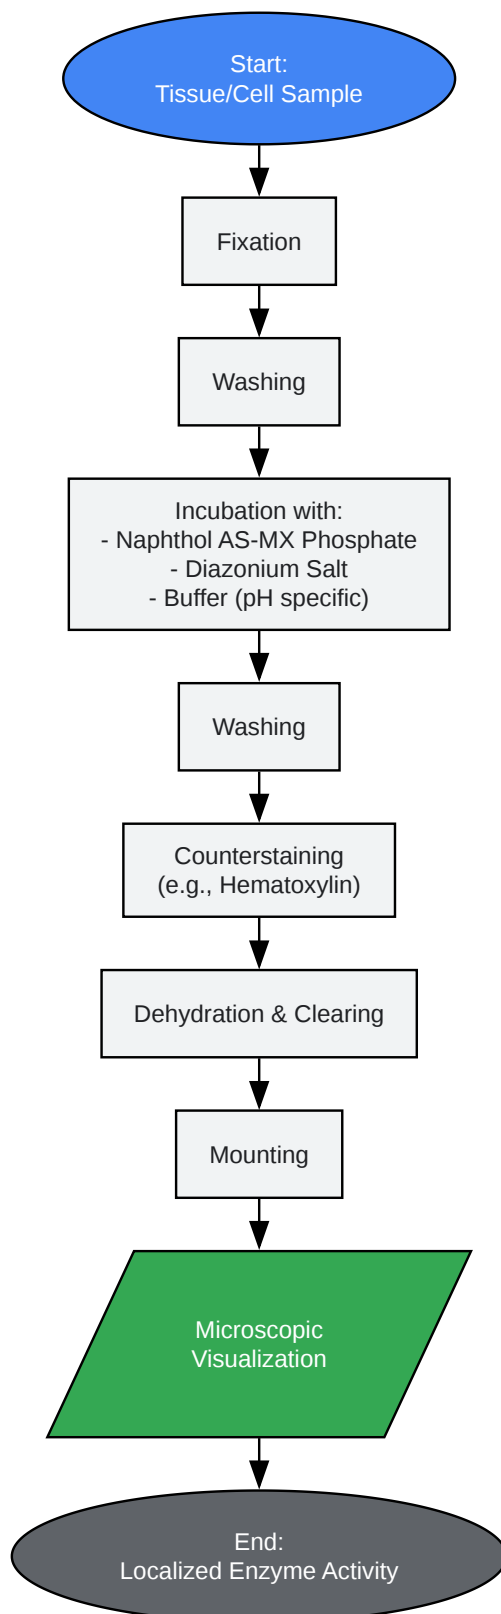 Start:
Tissue/Cell Sample
Fixation
Washing
Incubation with:
- Naphthol AS-MX Phosphate
- Diazonium Salt
- Buffer (pH specific)
Washing
Counterstaining
(e.g., Hematoxylin)
Dehydration & Clearing
Mounting
Microscopic
Visualization
End:
Localized Enzyme Activity